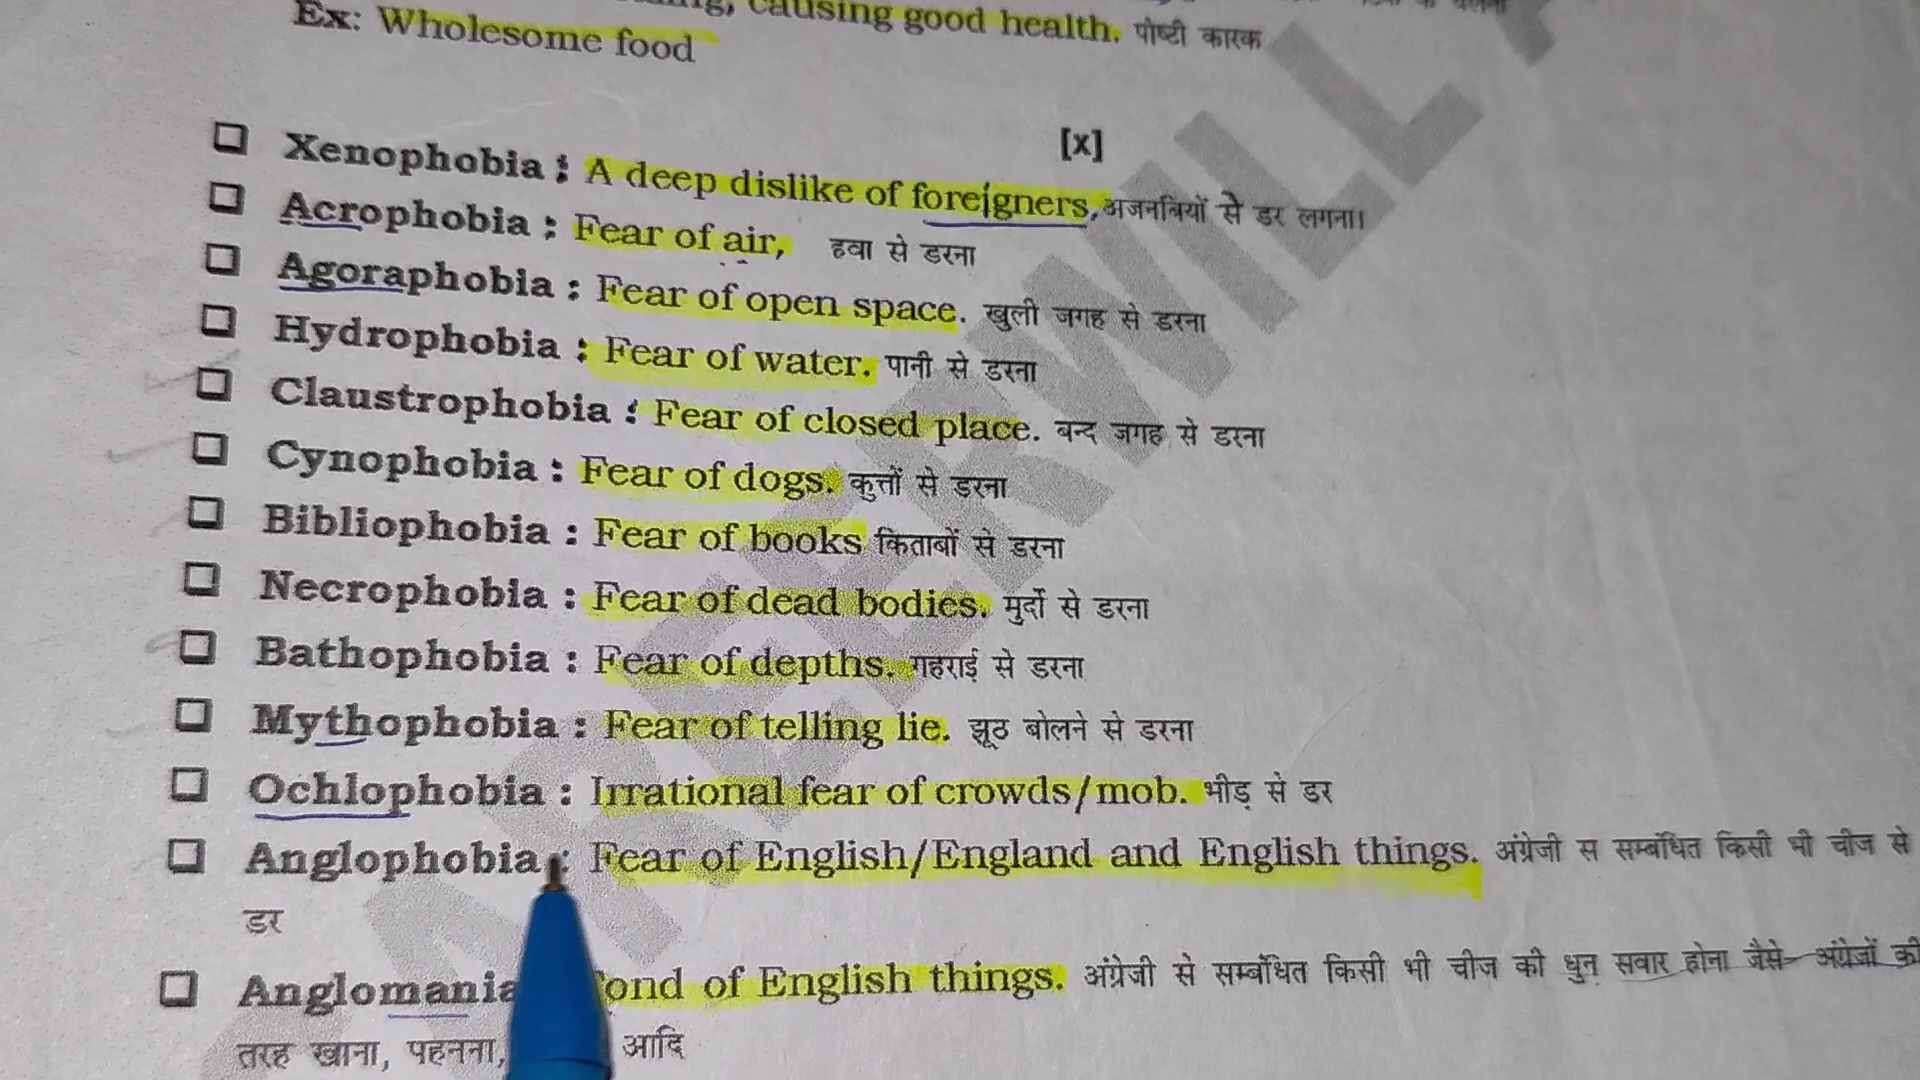 causing good health. पोष्टी कारक
Ex: Wholesome food
[x]
Xenophobia : A deep dislike of foreigners, अजनबियों से डर लगना।
Acrophobia : Fear of air, हवा से डरना
Agoraphobia : Fear of open space. खुली जगह से डरना
Hydrophobia : Fear of water. पानी से डरना
Claustrophobia : Fear of closed place. बन्द जगह से डरना
Cynophobia : Fear of dogs. कुत्तों से डरना
Bibliophobia : Fear of books किताबों से डरना
Necrophobia : Fear of dead bodies. मुर्दो से डरना
Bathophobia : Fear of depths. गहराई से डरना
Mythophobia : Fear of telling lie. झूठ बोलने से डरना
Ochlophobia : Irrational fear of crowds/mob. भीड़ से डर
Anglophobia : Fear of English/England and English things. अंग्रेजी स सम्बंधित किसी भी चीज से
डर
Anglomania ond of English things. अंग्रेजी से सम्बंधित किसी भी चीज की धुन सवार होना जैसे- अंग्रेजों की
तरह खाना, पहनना, आदि